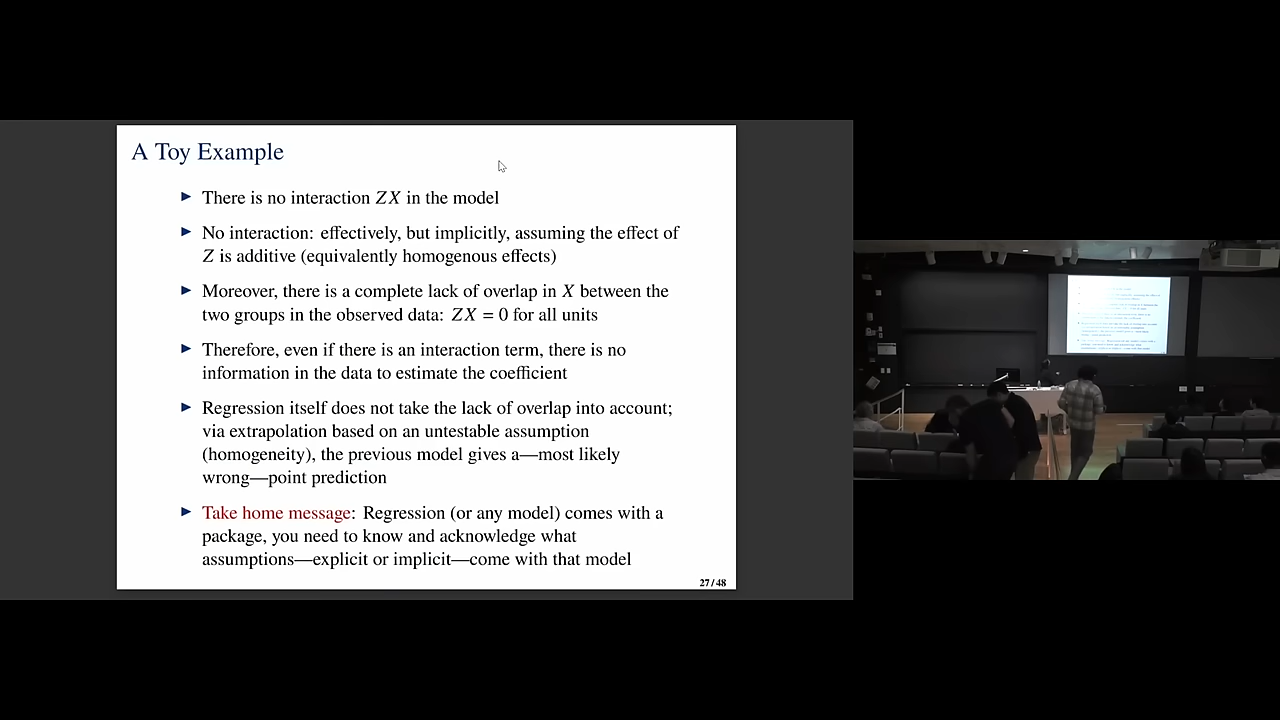 A Toy Example
▶ There is no interaction ZX in the model
▶ No interaction: effectively, but implicitly, assuming the effect of
Z is additive (equivalently homogenous effects)
▶ Moreover, there is a complete lack of overlap in X between the
two groups in the observed data: ZX = 0 for all units
▶ Therefore, even if there is an interaction term, there is no
information in the data to estimate the coefficient
▶ Regression itself does not take the lack of overlap into account;
via extrapolation based on an untestable assumption
(homogeneity), the previous model gives a—most likely
wrong—point prediction
▶ Take home message: Regression (or any model) comes with a
package, you need to know and acknowledge what
assumptions—explicit or implicit—come with that model
27 / 48